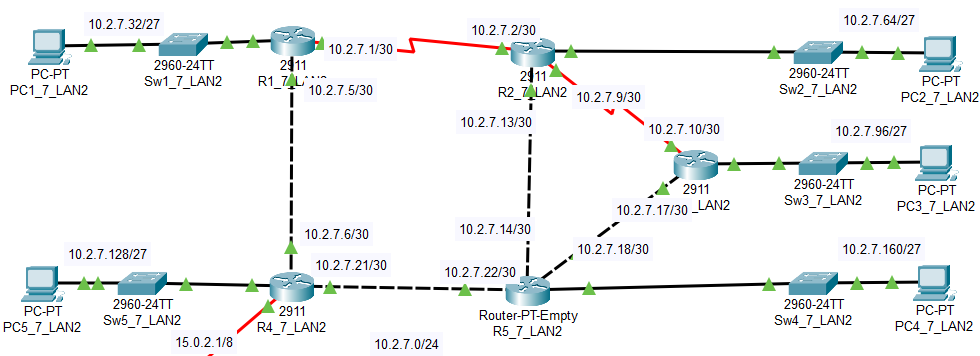 10.2.7.32/27
PC-PT
PC1_7_LAN2
2960-24TT
Sw1_7_LAN2
2911
R1_7_LAN2
10.2.7.1/30
10.2.7.5/30
10.2.7.2/30
2911
R2_7_LAN2
10.2.7.9/30
10.2.7.13/30
10.2.7.64/27
2960-24TT
Sw2_7_LAN2
PC-PT
PC2_7_LAN2
10.2.7.10/30
2911
_LAN2
10.2.7.17/30
10.2.7.96/27
2960-24TT
Sw3_7_LAN2
PC-PT
PC3_7_LAN2
10.2.7.128/27
PC-PT
PC5_7_LAN2
2960-24TT
Sw5_7_LAN2
10.2.7.6/30
10.2.7.21/30
2911
R4_7_LAN2
15.0.2.1/8
10.2.7.14/30
10.2.7.22/30
10.2.7.18/30
Router-PT-Empty
R5_7_LAN2
10.2.7.160/27
2960-24TT
Sw4_7_LAN2
PC-PT
PC4_7_LAN2
10.2.7.0/24